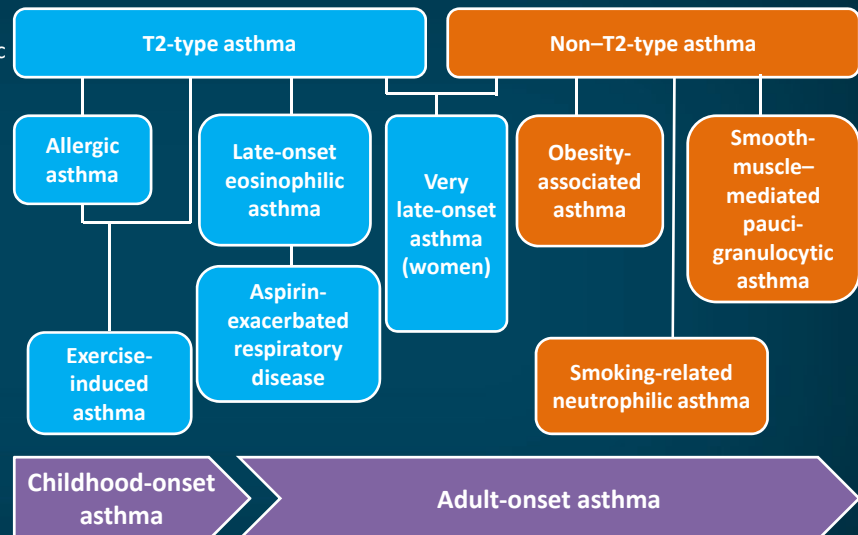 T2-type asthma
Non–T2-type asthma
c
Allergic
asthma
Late-onset
eosinophilic
asthma
Very
late-onset
asthma
(women)
Obesity-
associated
asthma
Smooth-
muscle–
mediated
pauci-
granulocytic
asthma
Aspirin-
exacerbated
respiratory
disease
Exercise-
induced
asthma
Smoking-related
neutrophilic asthma
Childhood-onset
asthma
Adult-onset asthma